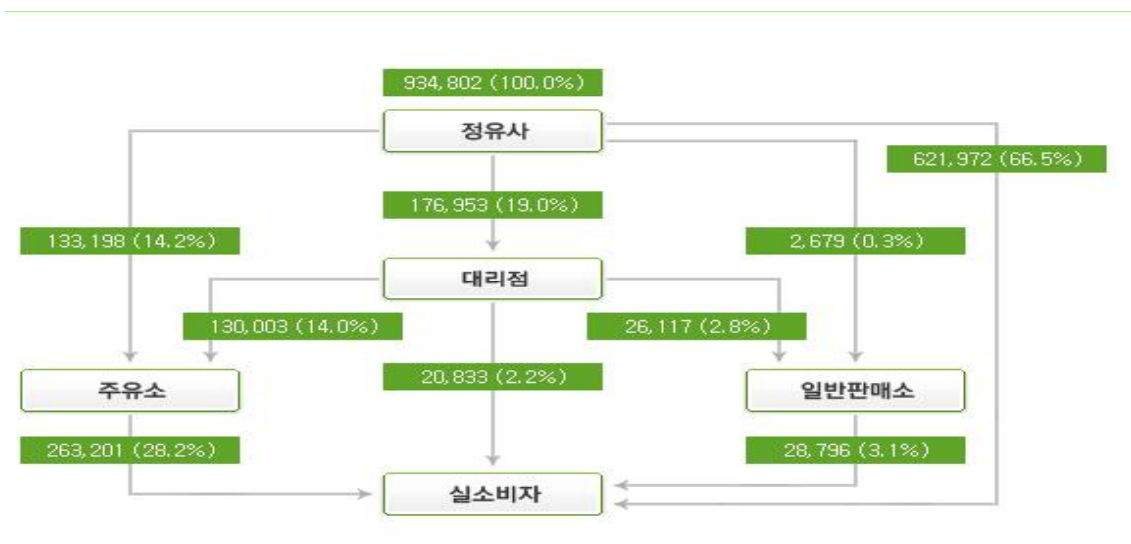 934,802 (100.0%)
정유사
621,972 (66.5%)
176,953 (19.0%)
133,198 (14.2%)
2,679 (0.3%)
대리점
130,003 (14.0%)
26,117 (2.8%)
20,833 (2.2%)
주유소
일반판매소
263,201 (28.2%)
28,796 (3.1%)
실소비자